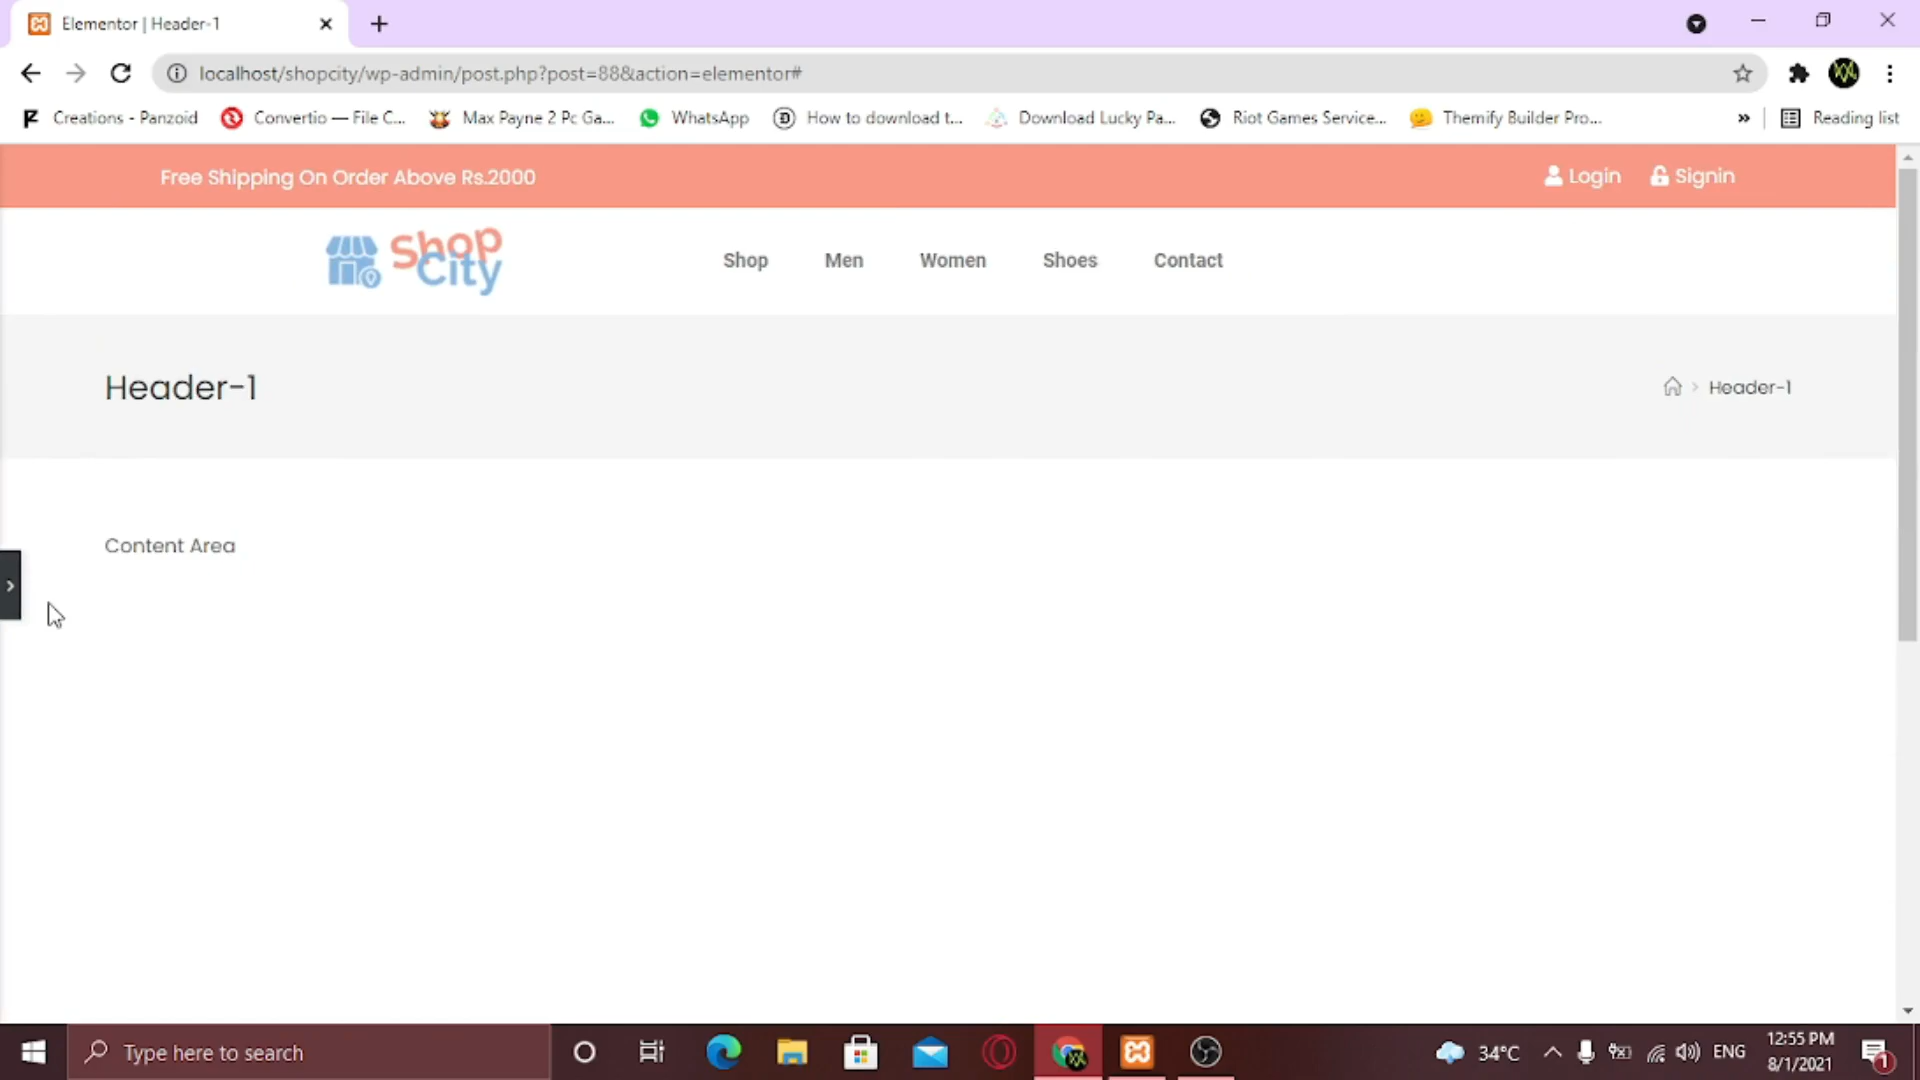 Elementor | Header-1
localhost/shopcity/wp-admin/post.php?post=88&action=elementor#
Creations - Panzoid Convertio — File C... Max Payne 2 Pc Ga... WhatsApp How to download t... Download Lucky Pa... Riot Games Service... Themify Builder Pro... » Reading list
Free Shipping On Order Above Rs.2000 Login Signin
Shop City
Shop Men Women Shoes Contact
Header-1 > Header-1
Content Area
Type here to search 34°C ENG 12:55 PM
8/1/2021 1